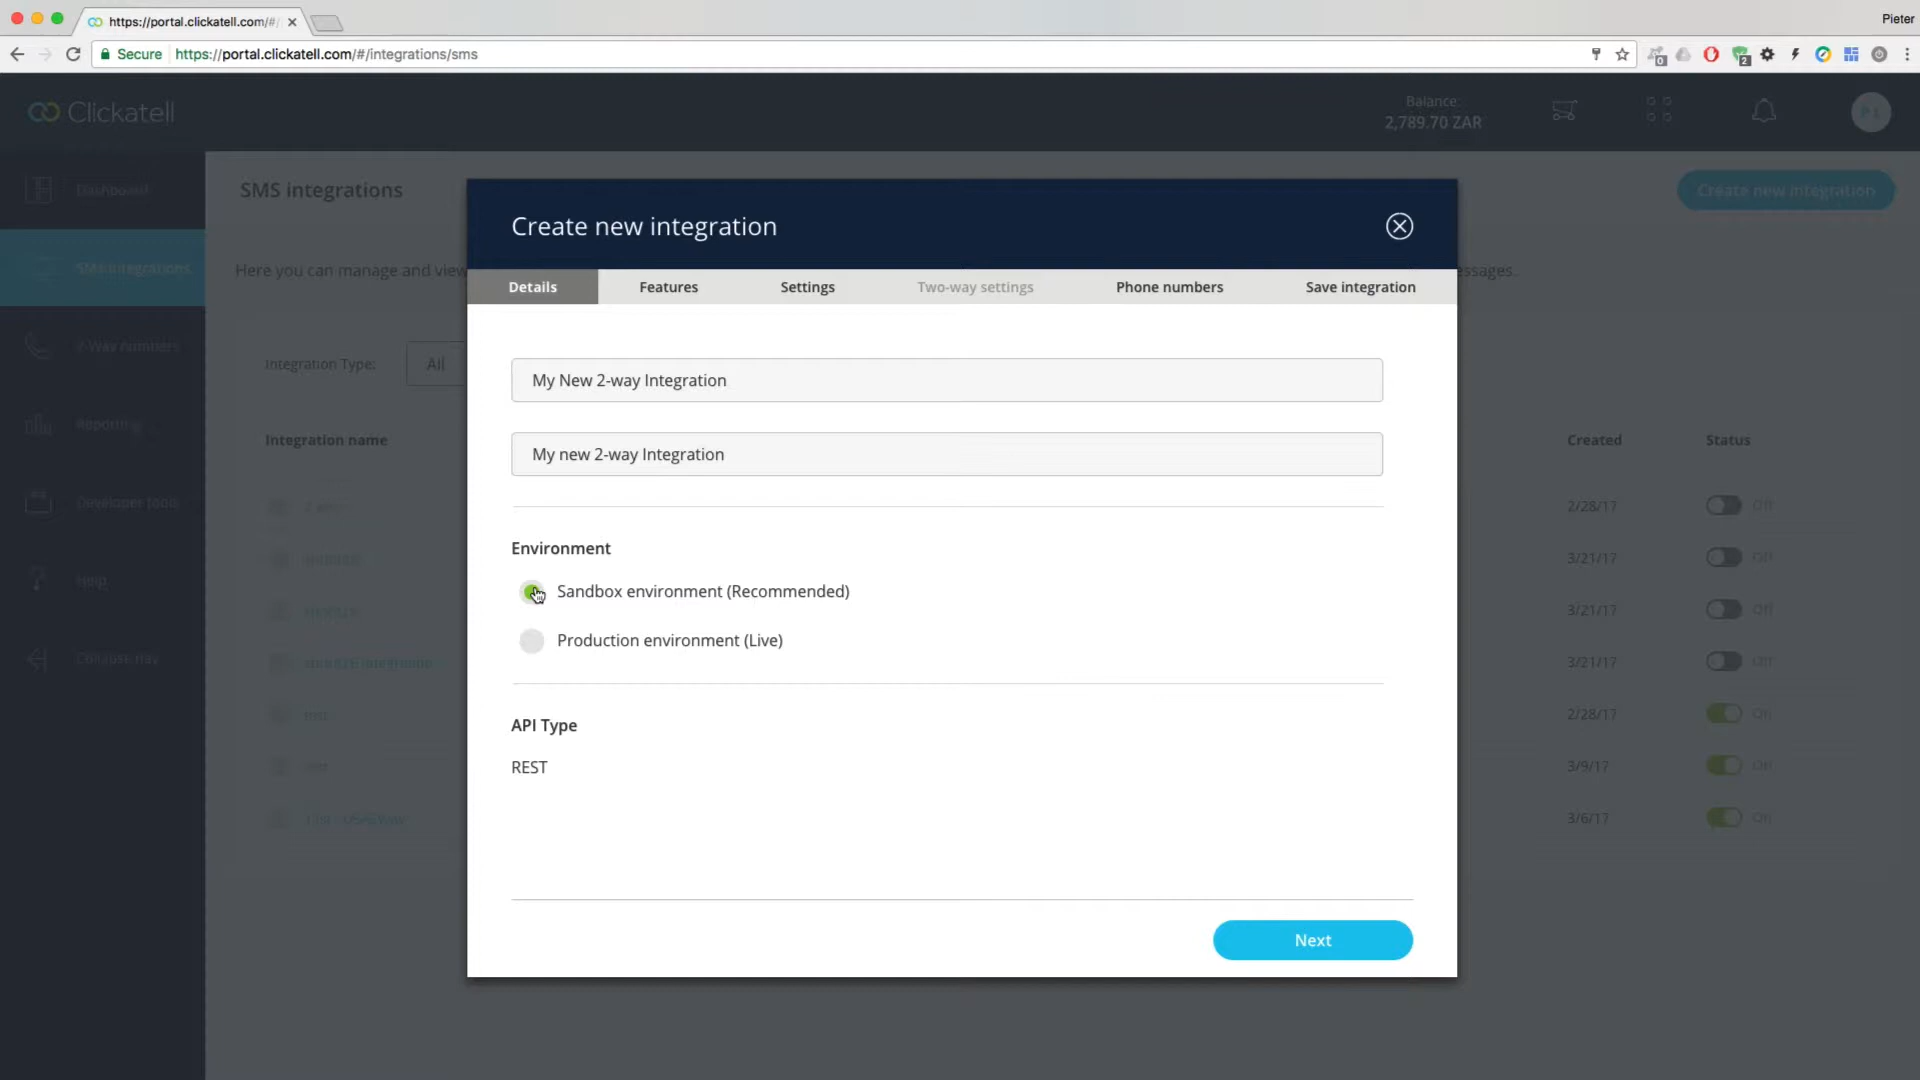 https://portal.clickatell.com/#/
Pieter
Secure https://portal.clickatell.com/#/integrations/sms
0
2
Clickatell
Balance:
2,789.70 ZAR
Dashboard
SMS integrations
Create new integration
SMS integrations
Here you can manage and view
essages.
Create new integration
Details
Features
Settings
Two-way settings
Phone numbers
Save integration
2-Way numbers
Integration Type:
All
My New 2-way Integration
Reporting
Integration name
Created
Status
My new 2-way Integration
Developer tools
2/28/17
Off
Environment
3/21/17
Off
Help
Sandbox environment (Recommended)
3/21/17
Off
Production environment (Live)
Collapse nav
3/21/17
Off
API Type
2/28/17
On
REST
3/9/17
On
3/6/17
On
Next